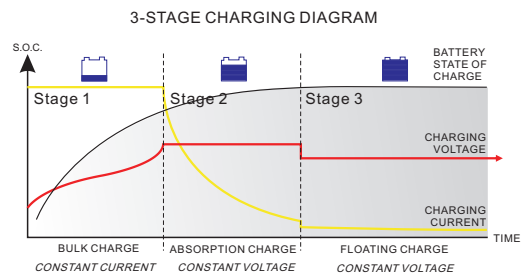 3-STAGE CHARGING DIAGRAM
S.O.C.
BATTERY
STATE OF
CHARGE
Stage 1
Stage 2
Stage 3
CHARGING
VOLTAGE
CHARGING
CURRENT
TIME
BULK CHARGE
ABSORPTION CHARGE
FLOATING CHARGE
CONSTANT CURRENT
CONSTANT VOLTAGE
CONSTANT VOLTAGE